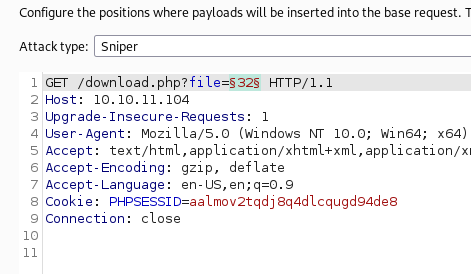 Configure the positions where payloads will be inserted into the base request.
Attack type: Sniper
1 GET /download.php?file=§32§ HTTP/1.1
2 Host: 10.10.11.104
3 Upgrade-Insecure-Requests: 1
4 User-Agent: Mozilla/5.0 (Windows NT 10.0; Win64; x64)
5 Accept: text/html,application/xhtml+xml,application/x
6 Accept-Encoding: gzip, deflate
7 Accept-Language: en-US,en;q=0.9
8 Cookie: PHPSESSID=aalmov2tqdj8q4dlcqugd94de8
9 Connection: close
10
11